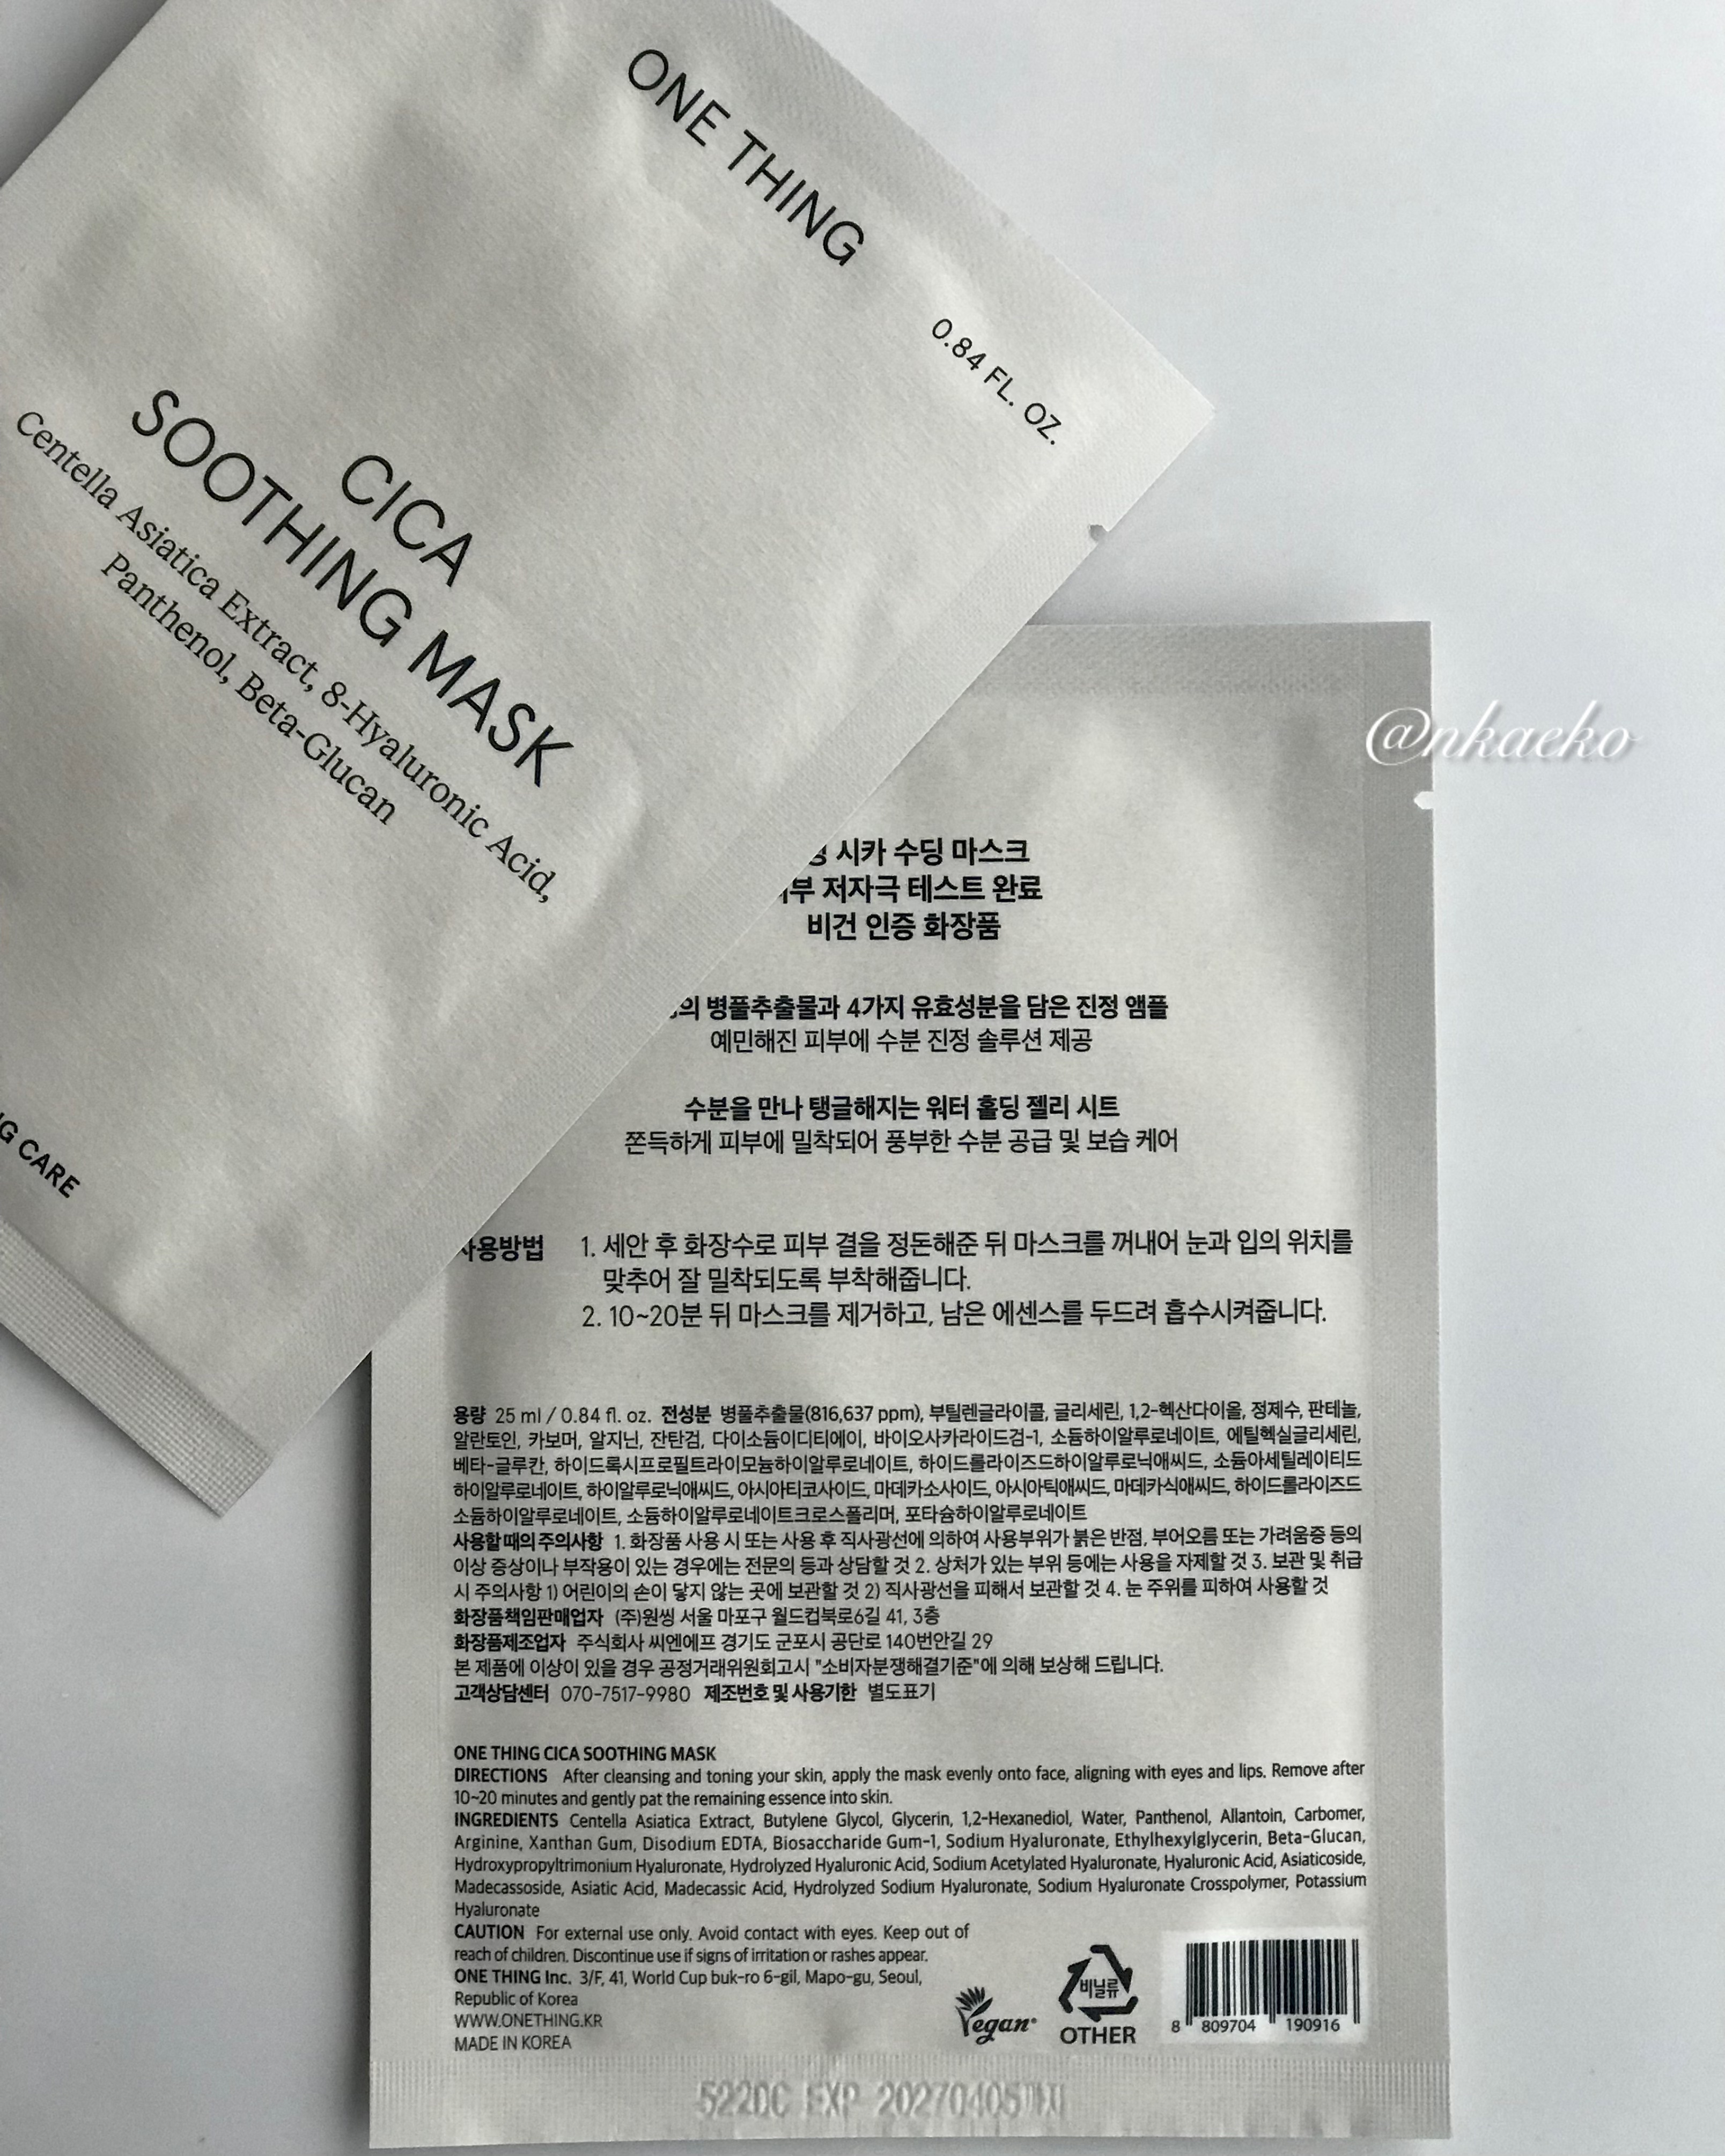 ONE THING
0.84 FL. OZ.
CICA
SOOTHING MASK
Centella Asiatica Extract, 8-Hyaluronic Acid,
Panthenol, Beta-Glucan
CARE
@nkaeko
시카 수딩 마스크
저자극 테스트 완료
비건 인증 화장품
병풀추출물과 4가지 유효성분을 담은 진정 앰플
예민해진 피부에 수분 진정 솔루션 제공
수분을 만나 탱글해지는 워터 홀딩 젤리 시트
쫀득하게 피부에 밀착되어 풍부한 수분 공급 및 보습 케어
사용방법 1. 세안 후 화장수로 피부 결을 정돈해준 뒤 마스크를 꺼내어 눈과 입의 위치를
맞추어 잘 밀착되도록 부착해줍니다.
2. 10~20분 뒤 마스크를 제거하고, 남은 에센스를 두드려 흡수시켜줍니다.
용량 25 ml / 0.84 fl. oz. 전성분 병풀추출물(816,637 ppm), 부틸렌글라이콜, 글리세린, 1,2-헥산다이올, 정제수, 판테놀,
알란토인, 카보머, 알지닌, 잔탄검, 다이소듐이디티에이, 바이오사카라이드검-1, 소듐하이알루로네이트, 에틸헥실글리세린,
베타-글루칸, 하이드록시프로필트라이모늄하이알루로네이트, 하이드롤라이즈드하이알루로닉애씨드, 소듐아세틸레이티드
하이알루로네이트, 하이알루로닉애씨드, 아시아티코사이드, 마데카소사이드, 아시아틱애씨드, 마데카식애씨드, 하이드롤라이즈드
소듐하이알루로네이트, 소듐하이알루로네이트크로스폴리머, 포타슘하이알루로네이트
사용할 때의 주의사항 1. 화장품 사용 시 또는 사용 후 직사광선에 의하여 사용부위가 붉은 반점, 부어오름 또는 가려움증 등의
이상 증상이나 부작용이 있는 경우에는 전문의 등과 상담할 것 2. 상처가 있는 부위 등에는 사용을 자제할 것 3. 보관 및 취급
시 주의사항 1) 어린이의 손이 닿지 않는 곳에 보관할 것 2) 직사광선을 피해서 보관할 것 4. 눈 주위를 피하여 사용할 것
화장품책임판매업자 (주)원씽 서울 마포구 월드컵북로6길 41, 3층
화장품제조업자 주식회사 씨엔에프 경기도 군포시 공단로 140번안길 29
본 제품에 이상이 있을 경우 공정거래위원회고시 "소비자분쟁해결기준"에 의해 보상해 드립니다.
고객상담센터 070-7517-9980 제조번호 및 사용기한 별도표기
ONE THING CICA SOOTHING MASK
DIRECTIONS After cleansing and toning your skin, apply the mask evenly onto face, aligning with eyes and lips. Remove after
10~20 minutes and gently pat the remaining essence into skin.
INGREDIENTS Centella Asiatica Extract, Butylene Glycol, Glycerin, 1,2-Hexanediol, Water, Panthenol, Allantoin, Carbomer,
Arginine, Xanthan Gum, Disodium EDTA, Biosaccharide Gum-1, Sodium Hyaluronate, Ethylhexylglycerin, Beta-Glucan,
Hydroxypropyltrimonium Hyaluronate, Hydrolyzed Hyaluronic Acid, Sodium Acetylated Hyaluronate, Hyaluronic Acid, Asiaticoside,
Madecassoside, Asiatic Acid, Madecassic Acid, Hydrolyzed Sodium Hyaluronate, Sodium Hyaluronate Crosspolymer, Potassium
Hyaluronate
CAUTION For external use only. Avoid contact with eyes. Keep out of
reach of children. Discontinue use if signs of irritation or rashes appear.
ONE THING Inc. 3/F, 41, World Cup buk-ro 6-gil, Mapo-gu, Seoul,
Republic of Korea
WWW.ONETHING.KR
MADE IN KOREA
Vegan
비닐류
OTHER
8 809704 190916
5220C EXP 20270405까지